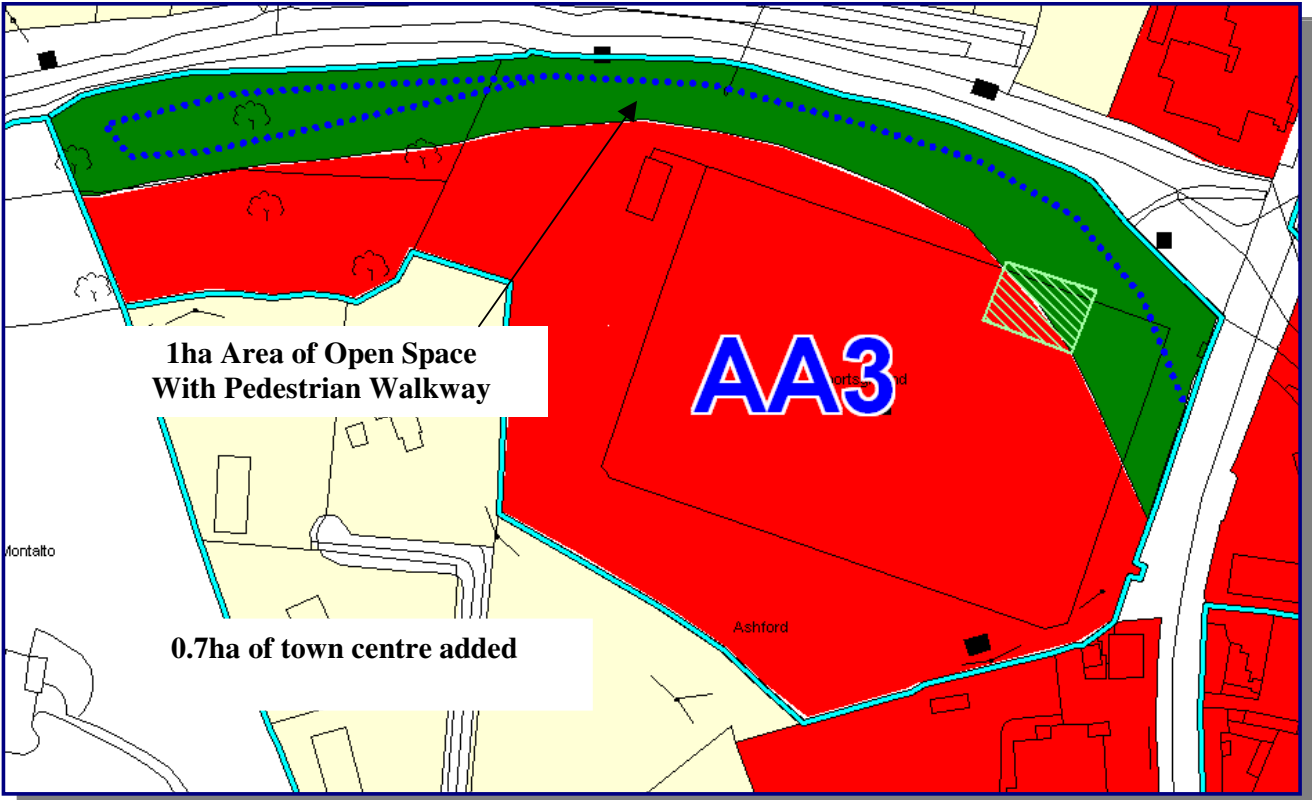 1ha Area of Open Space
With Pedestrian Walkway
AA3
Montalto
Ashford
0.7ha of town centre added